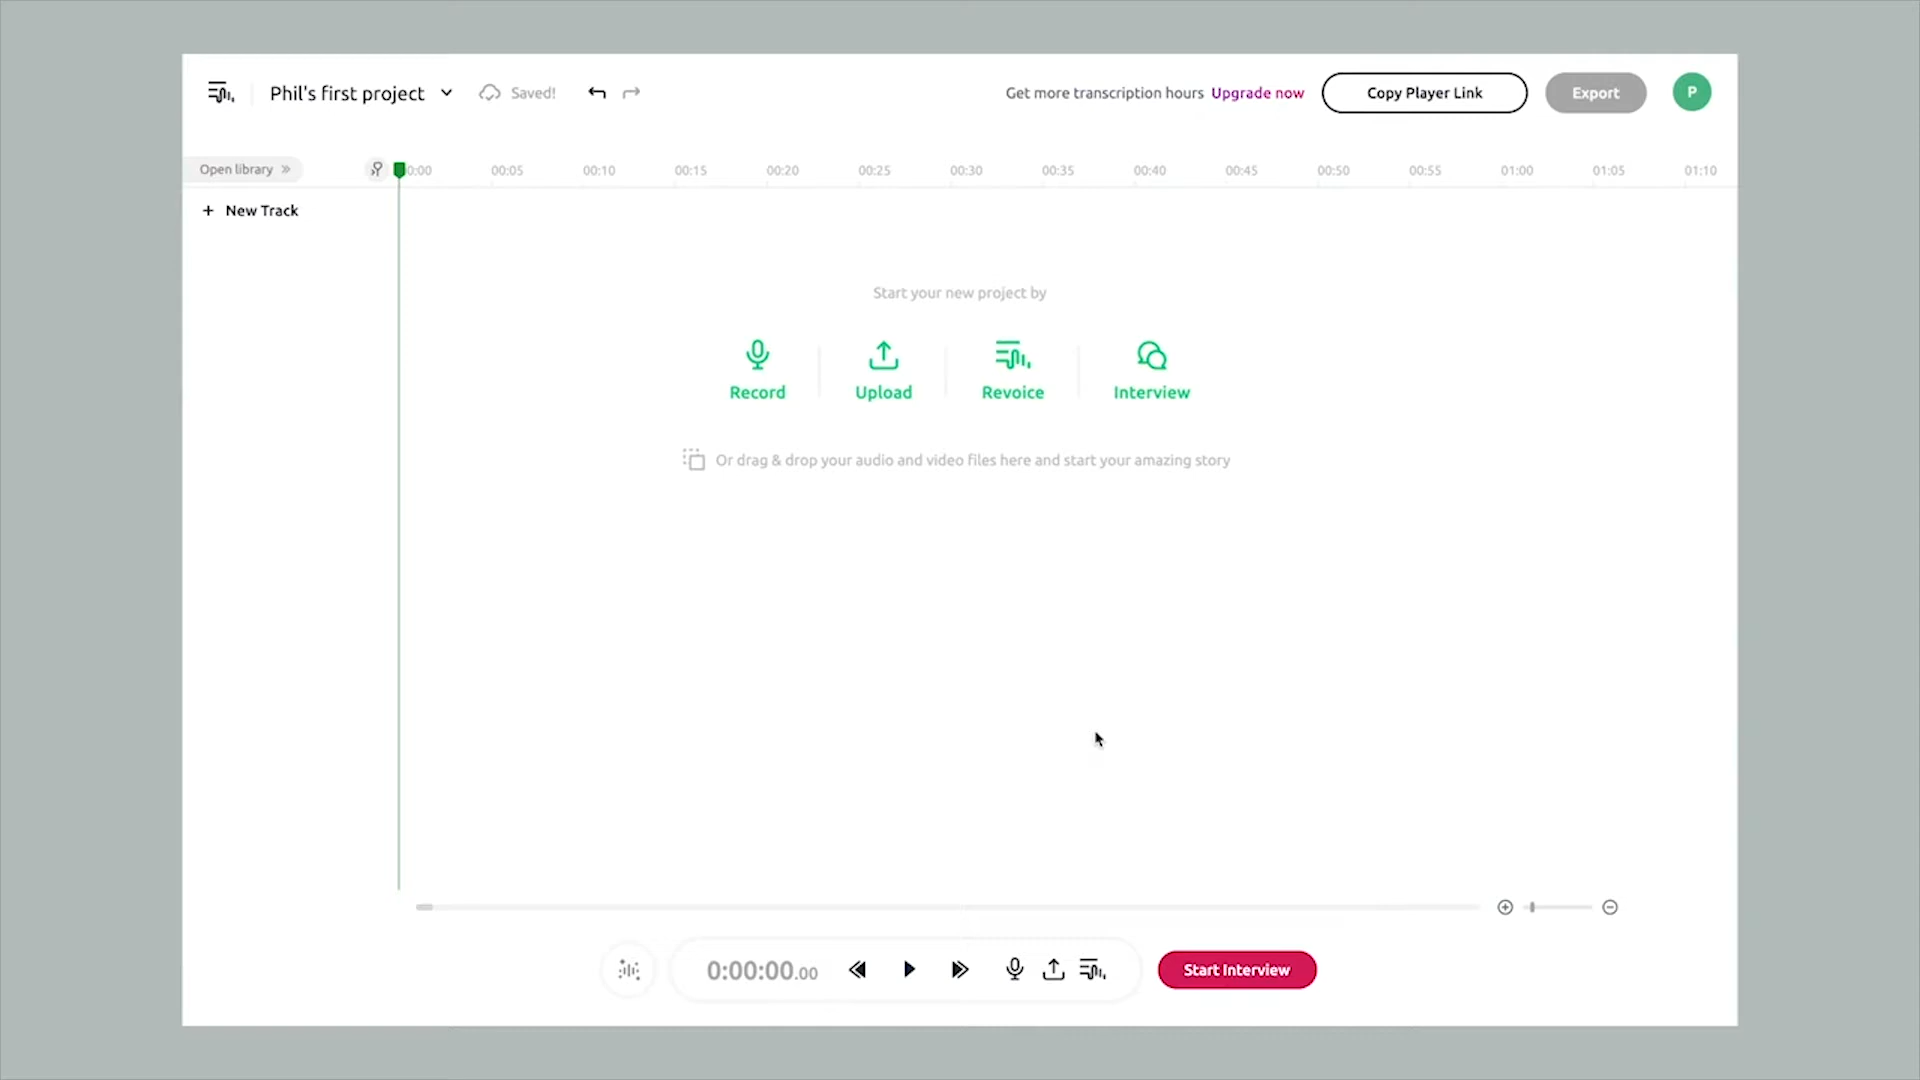 Phil's first project
Saved!
Get more transcription hours Upgrade now
Copy Player Link
Export
P
Open library »
0:00 00:05 00:10 00:15 00:20 00:25 00:30 00:35 00:40 00:45 00:50 00:55 01:00 01:05 01:10
+ New Track
Start your new project by
Record Upload Revoice Interview
Or drag & drop your audio and video files here and start your amazing story
0:00:00.00
Start Interview